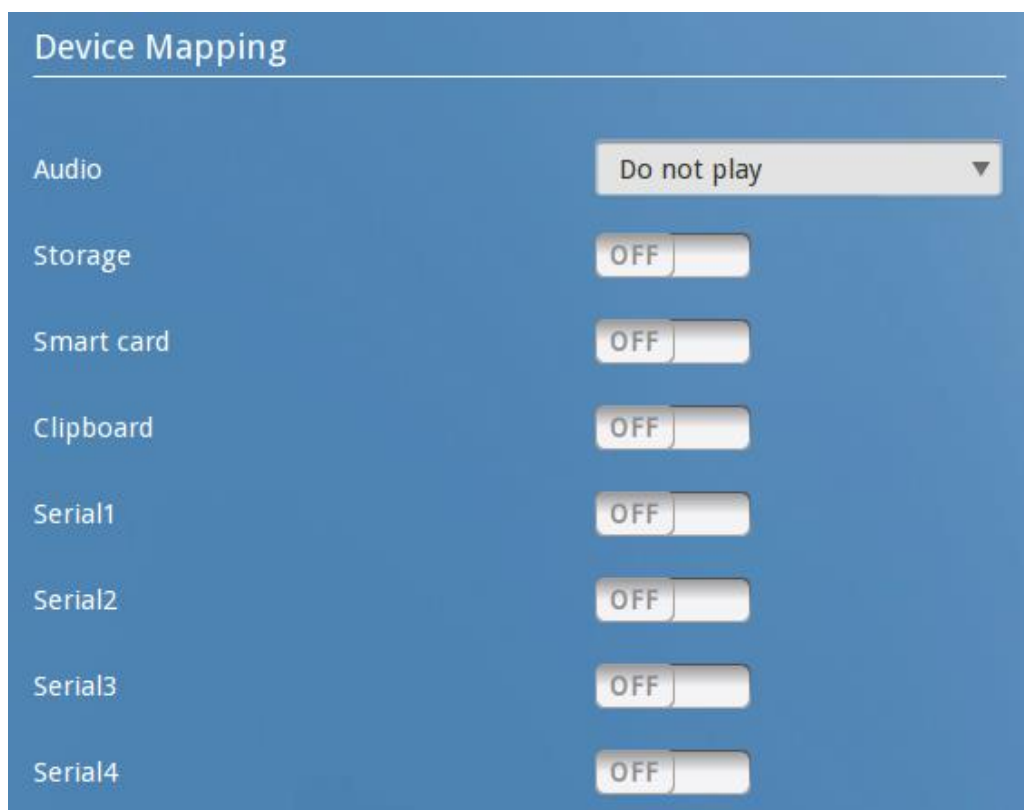 Device Mapping
Audio Do not play
Storage OFF
Smart card OFF
Clipboard OFF
Serial1 OFF
Serial2 OFF
Serial3 OFF
Serial4 OFF